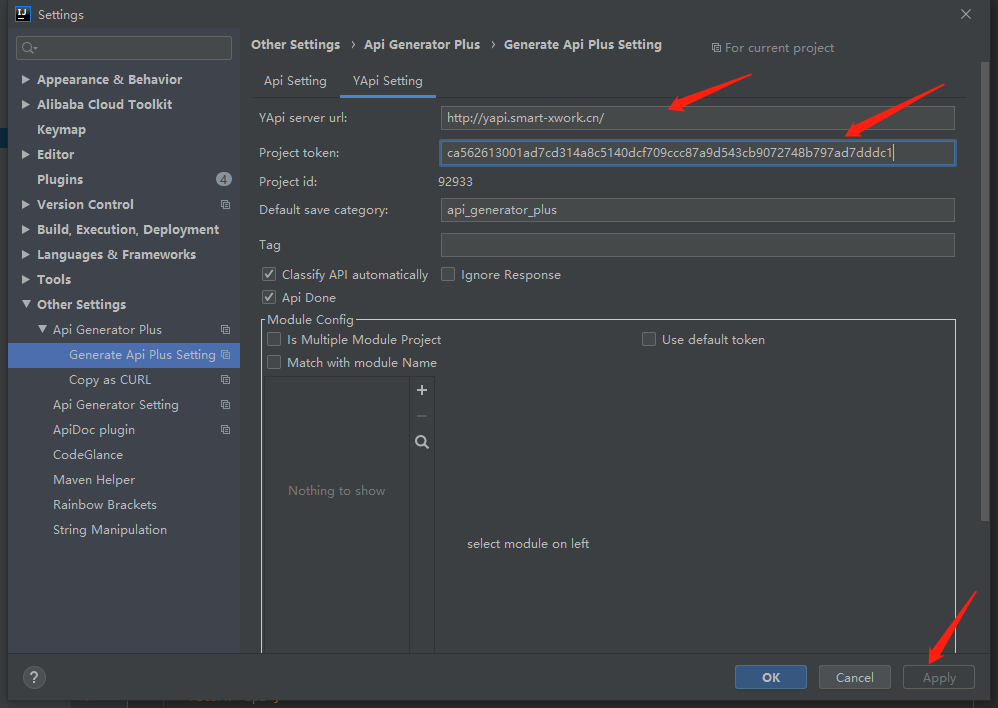 Settings
Other Settings › Api Generator Plus › Generate Api Plus Setting For current project
Appearance & Behavior
Alibaba Cloud Toolkit
Keymap
Editor
Plugins 4
Version Control
Build, Execution, Deployment
Languages & Frameworks
Tools
Other Settings
Api Generator Plus
Generate Api Plus Setting
Copy as CURL
Api Generator Setting
ApiDoc plugin
CodeGlance
Maven Helper
Rainbow Brackets
String Manipulation
Api Setting YApi Setting
YApi server url: http://yapi.smart-xwork.cn/
Project token: ca562613001ad7cd314a8c5140dcf709ccc87a9d543cb9072748b797ad7dddc1
Project id: 92933
Default save category: api_generator_plus
Tag
Classify API automatically Ignore Response
Api Done
Module Config
Is Multiple Module Project Use default token
Match with module Name
Nothing to show
select module on left
? OK Cancel Apply